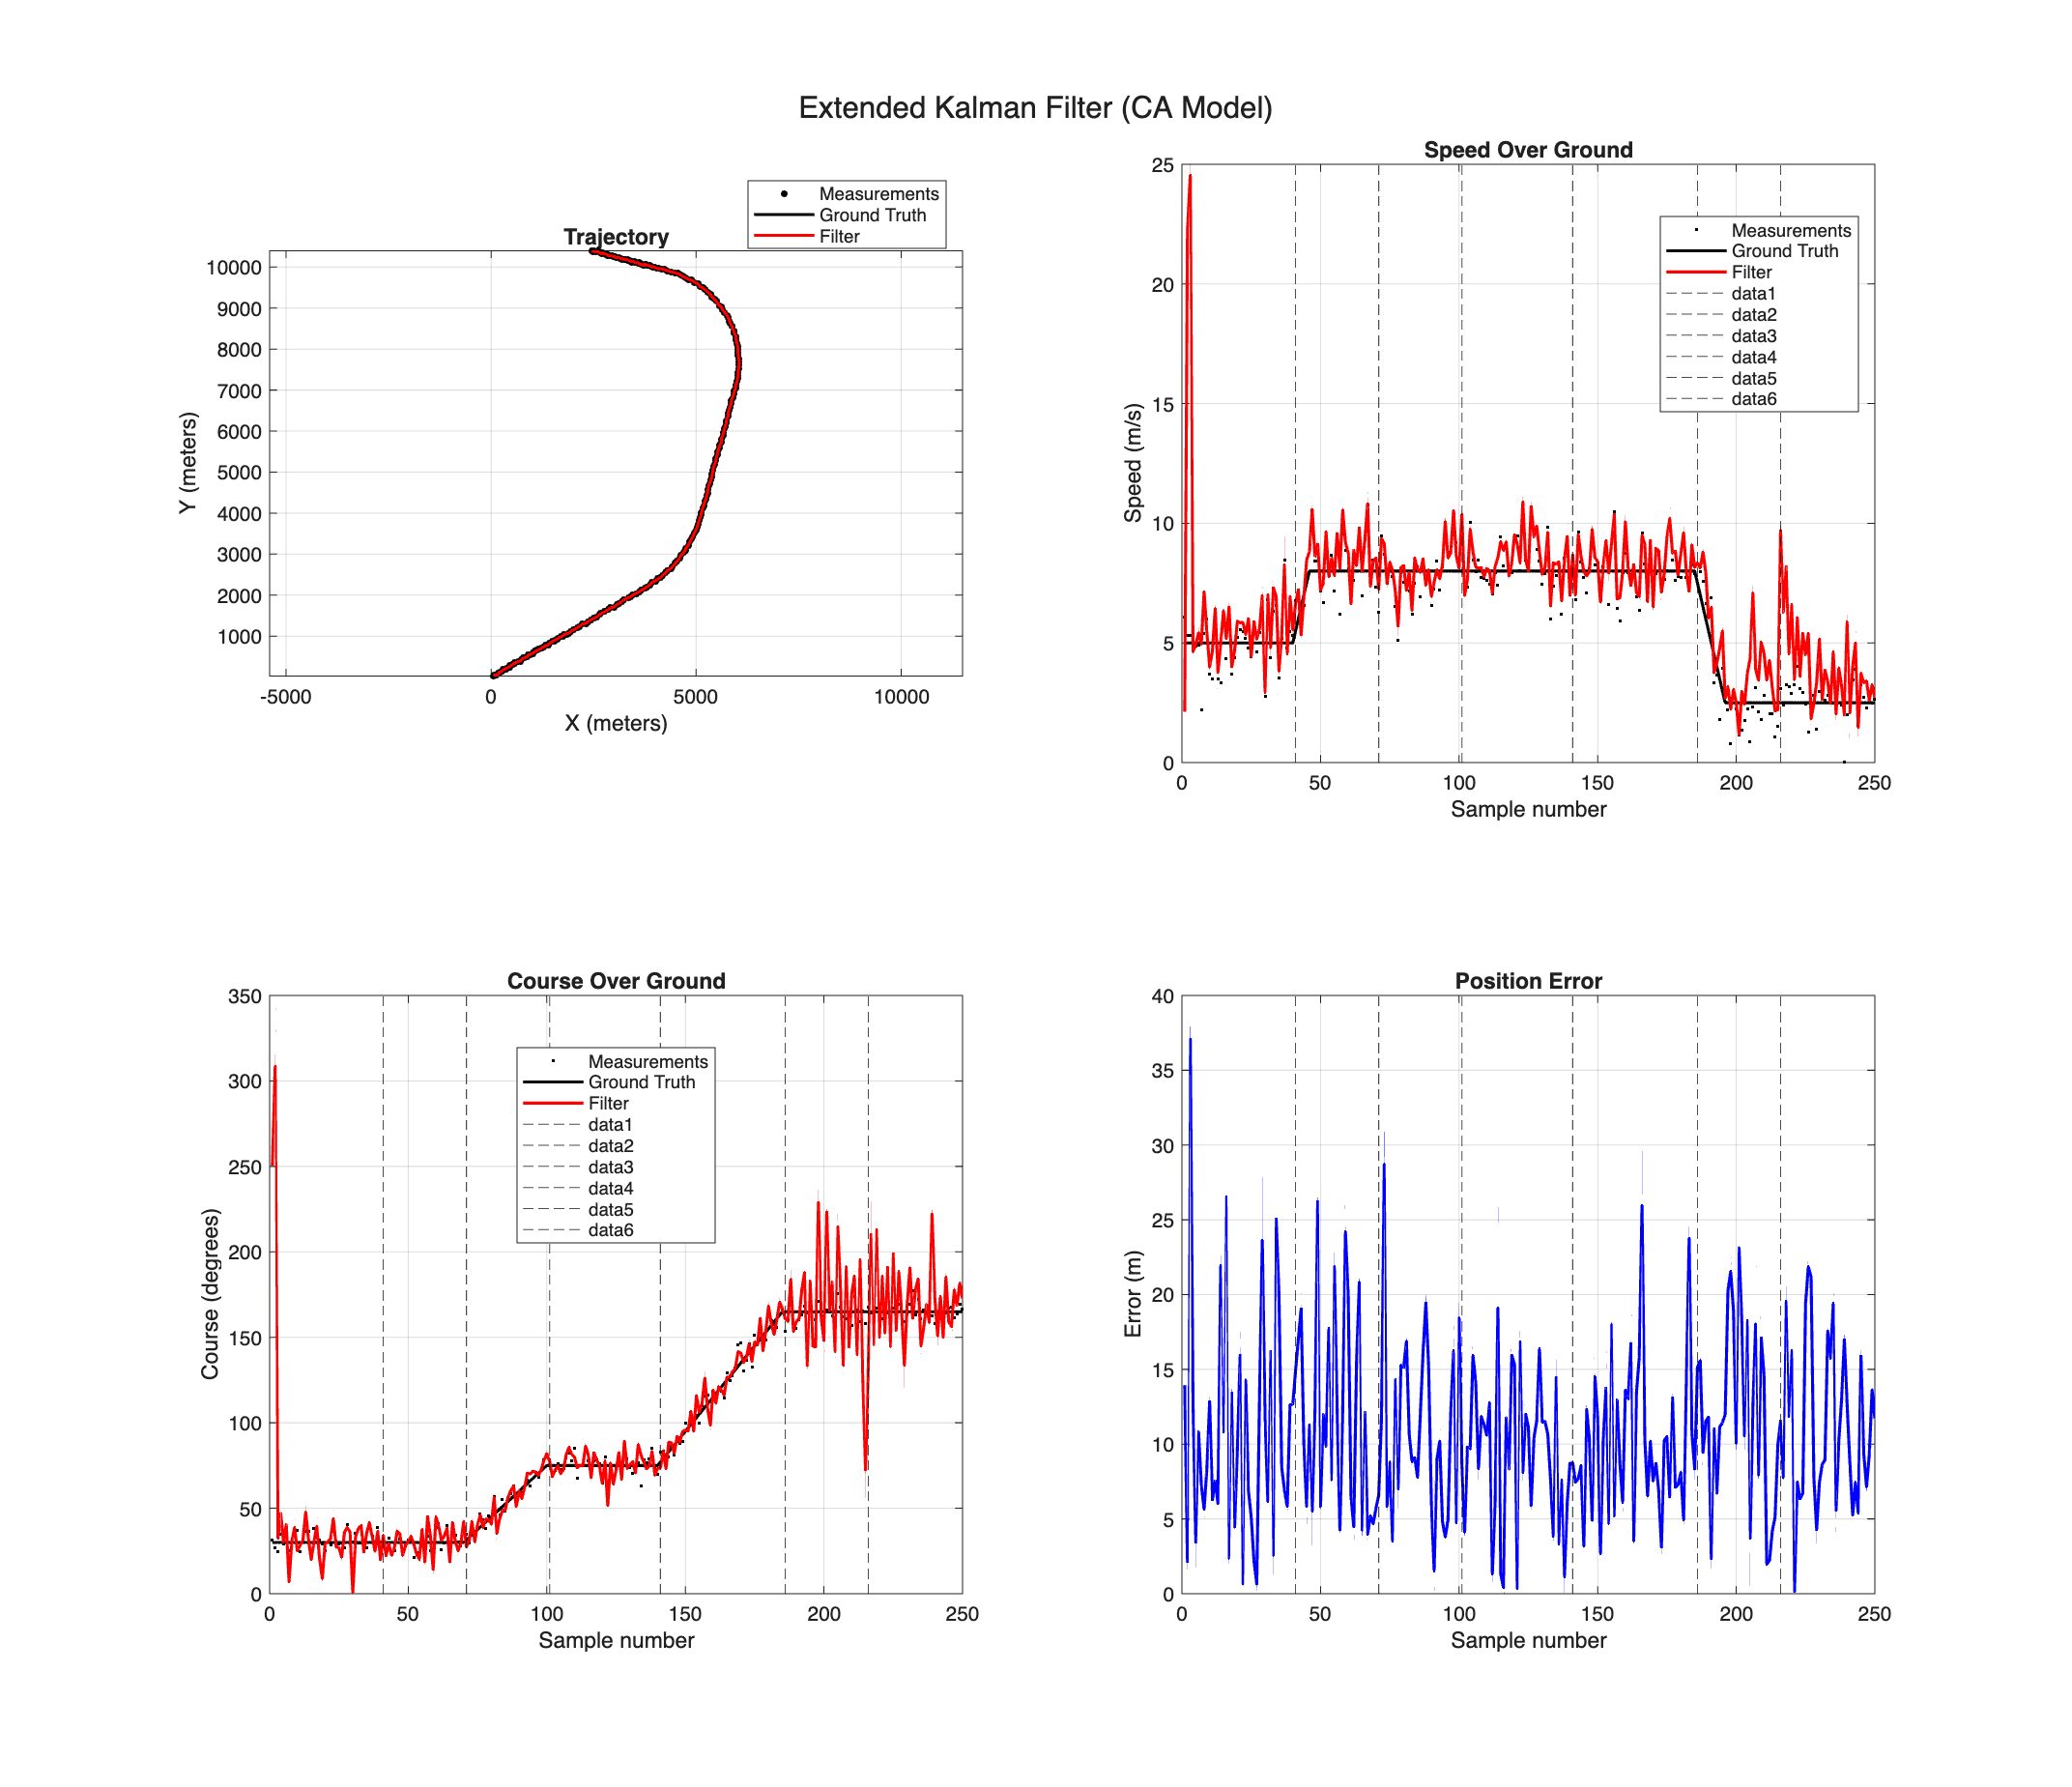 Extended Kalman Filter (CA Model)
Trajectory
Measurements
Ground Truth
Filter
10000
9000
8000
7000
6000
5000
4000
3000
2000
1000
-5000
0
5000
10000
X (meters)
Y (meters)
Speed Over Ground
Measurements
Ground Truth
Filter
data1
data2
data3
data4
data5
data6
25
20
15
10
5
0
0
50
100
150
200
250
Sample number
Speed (m/s)
Course Over Ground
Measurements
Ground Truth
Filter
data1
data2
data3
data4
data5
data6
350
300
250
200
150
100
50
0
0
50
100
150
200
250
Sample number
Course (degrees)
Position Error
40
35
30
25
20
15
10
5
0
0
50
100
150
200
250
Sample number
Error (m)